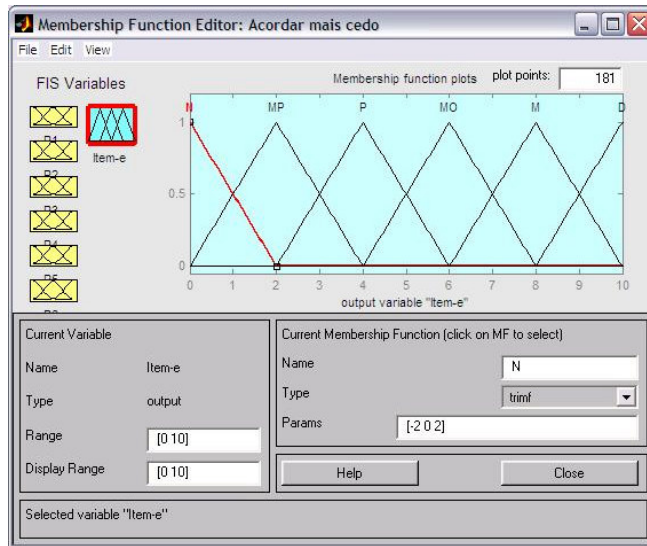 Membership Function Editor: Acordar mais cedo
File Edit View
FIS Variables
Membership function plots
plot points:
181
Item-e
N MP P MO M D
1
0.5
0
0 1 2 3 4 5 6 7 8 9 10
output variable "Item-e"
Current Variable
Name Item-e
Type output
Range [0 10]
Display Range [0 10]
Current Membership Function (click on MF to select)
Name N
Type trimf
Params [-2 0 2]
Help
Close
Selected variable "Item-e"